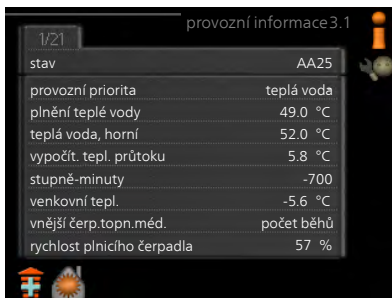 provozní informace 3.1
1/21
stav AA25
provozní priorita teplá voda
plnění teplé vody 49.0 °C
teplá voda, horní 52.0 °C
vypočít. tepl. průtoku 5.8 °C
stupně-minuty -700
venkovní tepl. -5.6 °C
vnější čerp.topn.méd. počet běhů
rychlost plnicího čerpadla 57 %